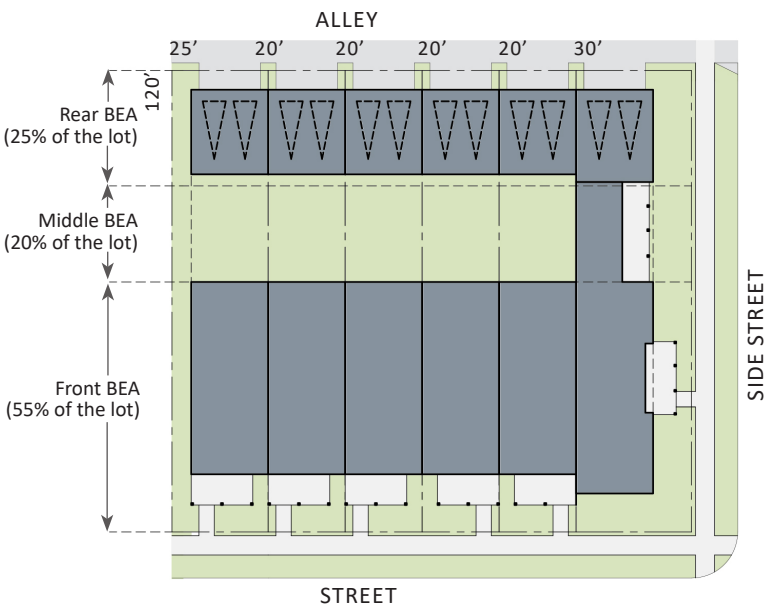 ALLEY
25’ 20’ 20’ 20’ 20’ 30’
120’
Rear BEA
(25% of the lot)
Middle BEA
(20% of the lot)
Front BEA
(55% of the lot)
SIDE STREET
STREET